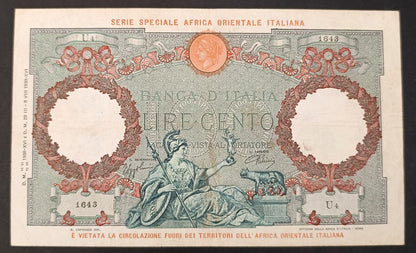 SERIE SPECIALE AFRICA ORIENTALE ITALIANA
U4 1643
BANCA D'ITALIA
LIRE CENTO
PAGABILI A VISTA AL PORTATORE
1643 U4
È VIETATA LA CIRCOLAZIONE FUORI DEI TERRITORI DELL'AFRICA ORIENTALE ITALIANA